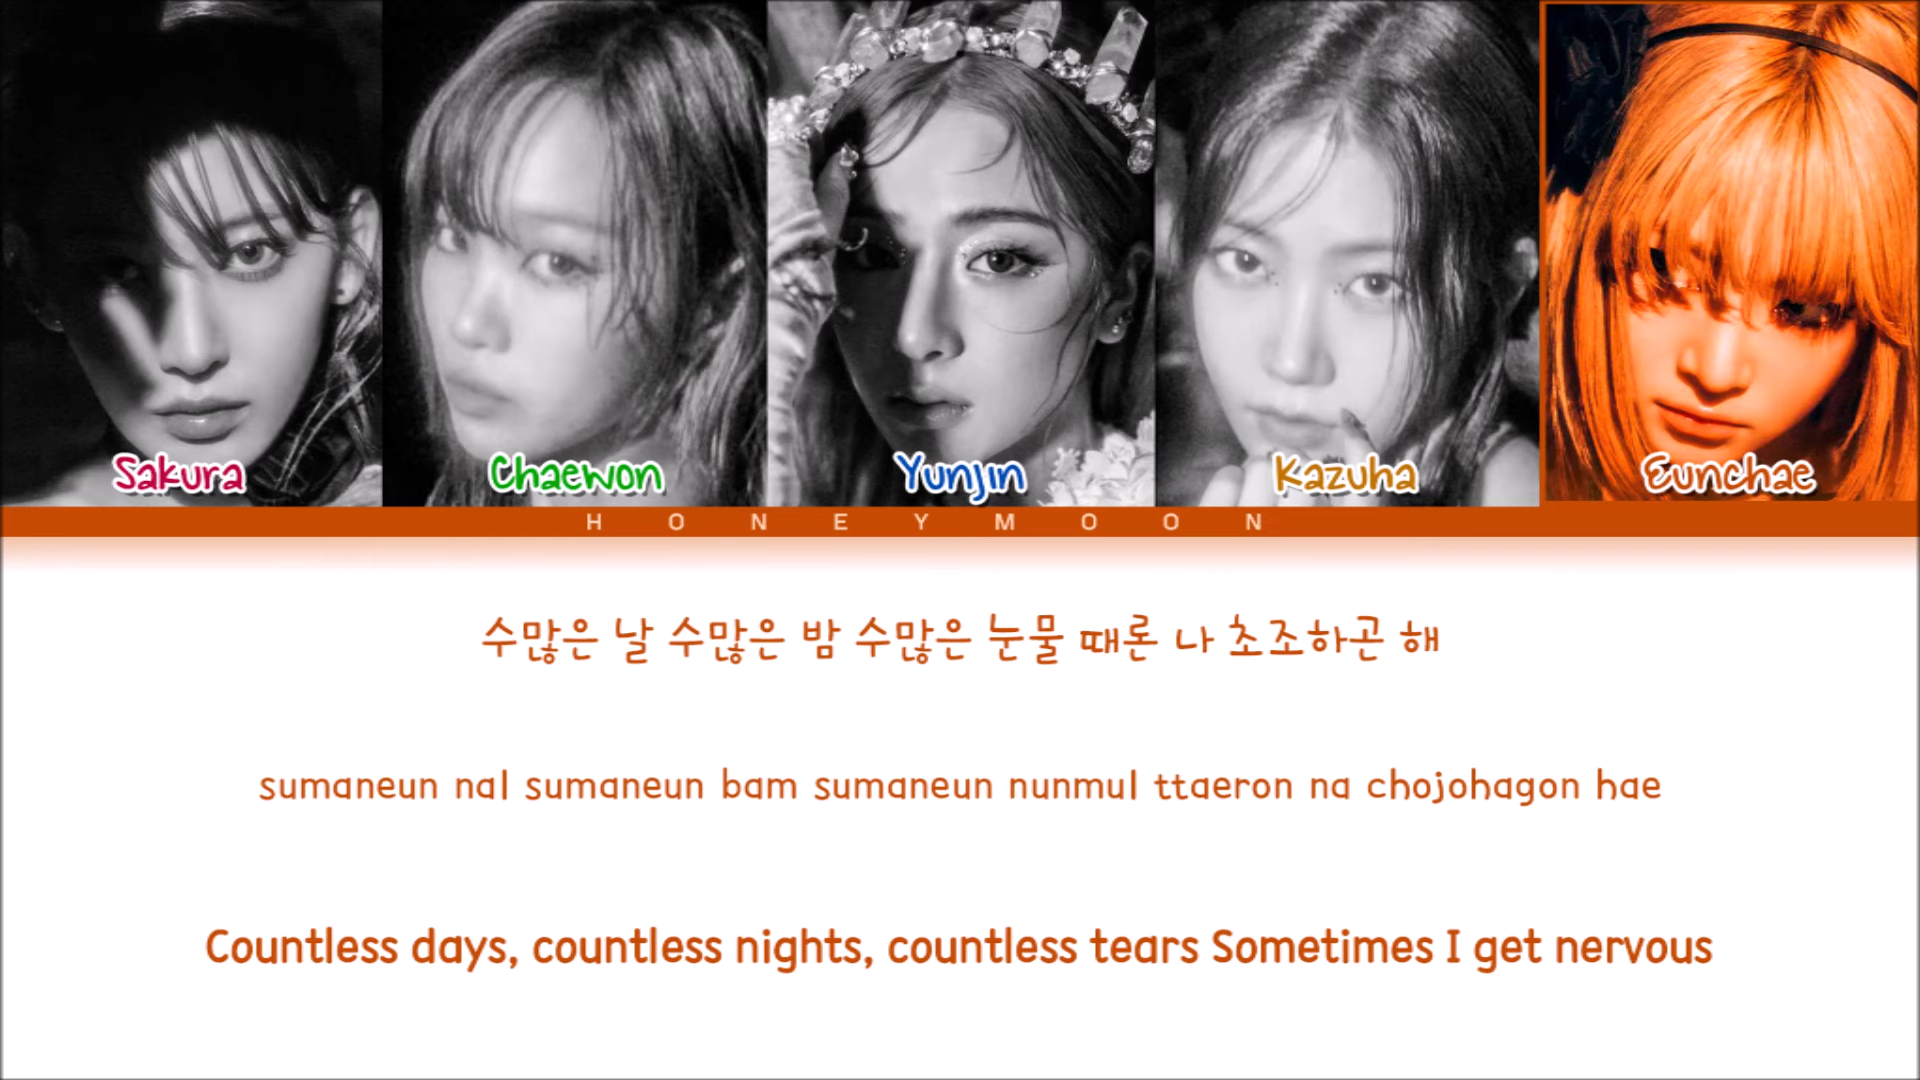 Sakura
Chaewon
Yunjin
Kazuha
Eunchae
HONEYMOON
수많은 날 수많은 밤 수많은 눈물 때론 나 초조하곤 해
sumaneun nal sumaneun bam sumaneun nunmul ttaeron na chojohagon hae
Countless days, countless nights, countless tears Sometimes I get nervous